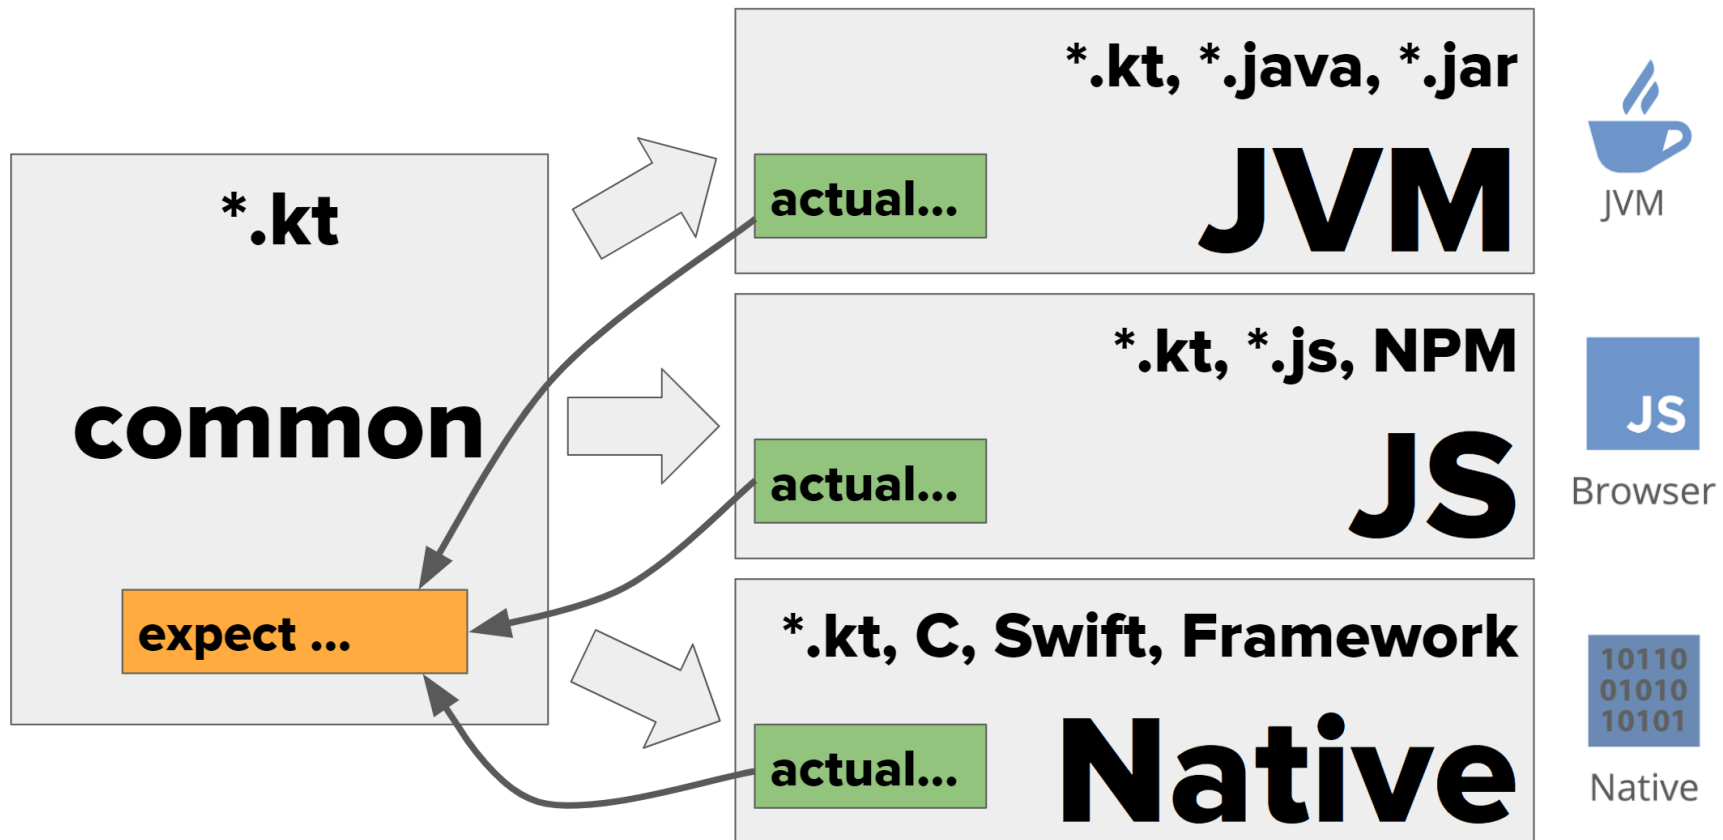 *.kt
common
expect ...
*.kt, *.java, *.jar
actual...
JVM
JVM
*.kt, *.js, NPM
actual...
JS
JS
Browser
*.kt, C, Swift, Framework
actual...
Native
10110
01010
10101
Native